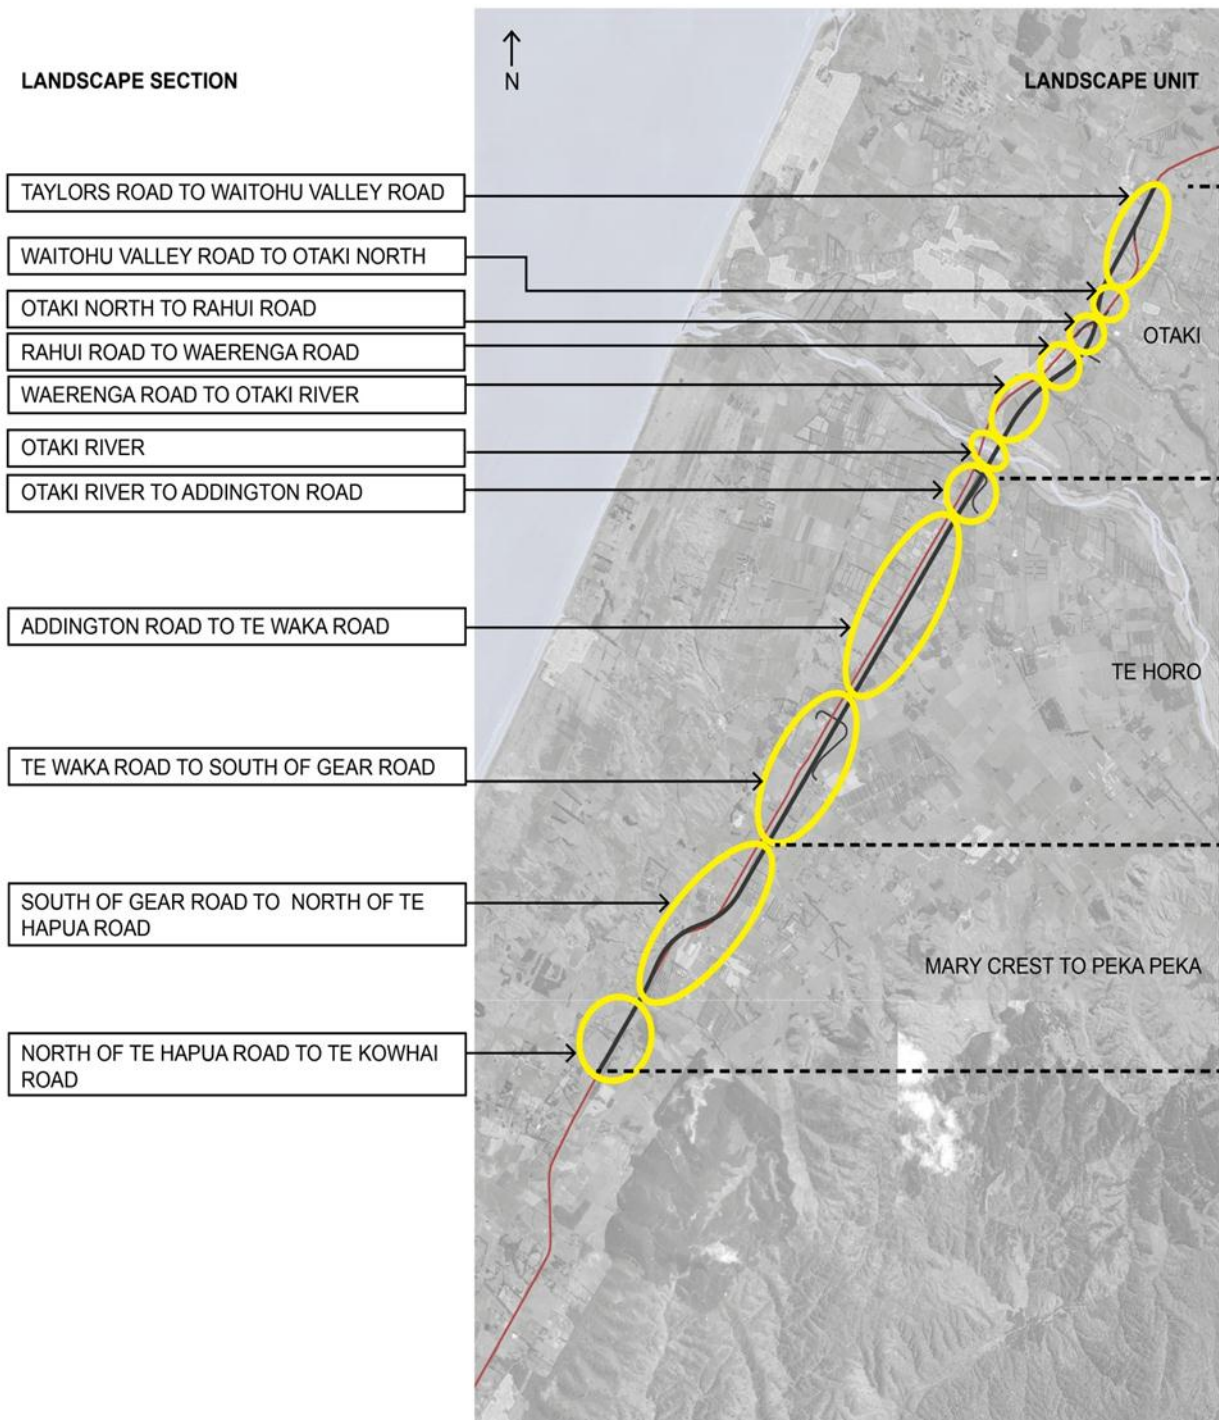 LANDSCAPE SECTION
N
LANDSCAPE UNIT
TAYLORS ROAD TO WAITOHU VALLEY ROAD
WAITOHU VALLEY ROAD TO OTAKI NORTH
OTAKI NORTH TO RAHUI ROAD
RAHUI ROAD TO WAERENGA ROAD
WAERENGA ROAD TO OTAKI RIVER
OTAKI RIVER
OTAKI RIVER TO ADDINGTON ROAD
ADDINGTON ROAD TO TE WAKA ROAD
TE WAKA ROAD TO SOUTH OF GEAR ROAD
SOUTH OF GEAR ROAD TO NORTH OF TE
HAPUA ROAD
NORTH OF TE HAPUA ROAD TO TE KOWHAI
ROAD
OTAKI
TE HORO
MARY CREST TO PEKA PEKA